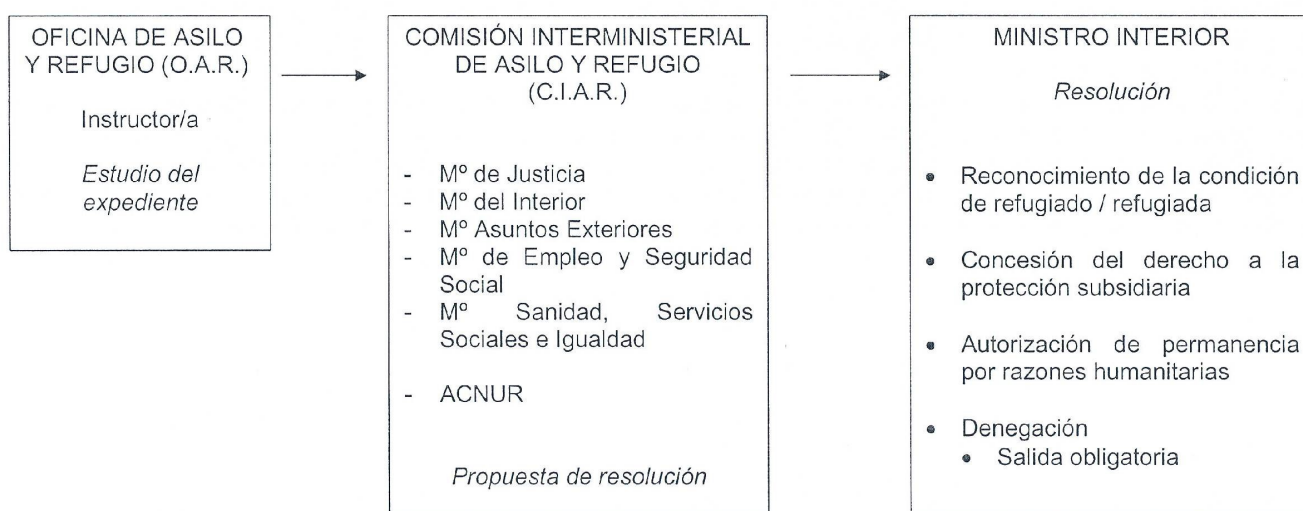 OFICINA DE ASILO
Y REFUGIO (O.A.R.)
Instructor/a
Estudio del
expediente
COMISIÓN INTERMINISTERIAL
DE ASILO Y REFUGIO
(C.I.A.R.)
- Mº de Justicia
- Mº del Interior
- Mº Asuntos Exteriores
- Mº de Empleo y Seguridad
Social
- Mº Sanidad, Servicios
Sociales e Igualdad
- ACNUR
Propuesta de resolución
MINISTRO INTERIOR
Resolución
• Reconocimiento de la condición
de refugiado / refugiada
• Concesión del derecho a la
protección subsidiaria
• Autorización de permanencia
por razones humanitarias
• Denegación
• Salida obligatoria